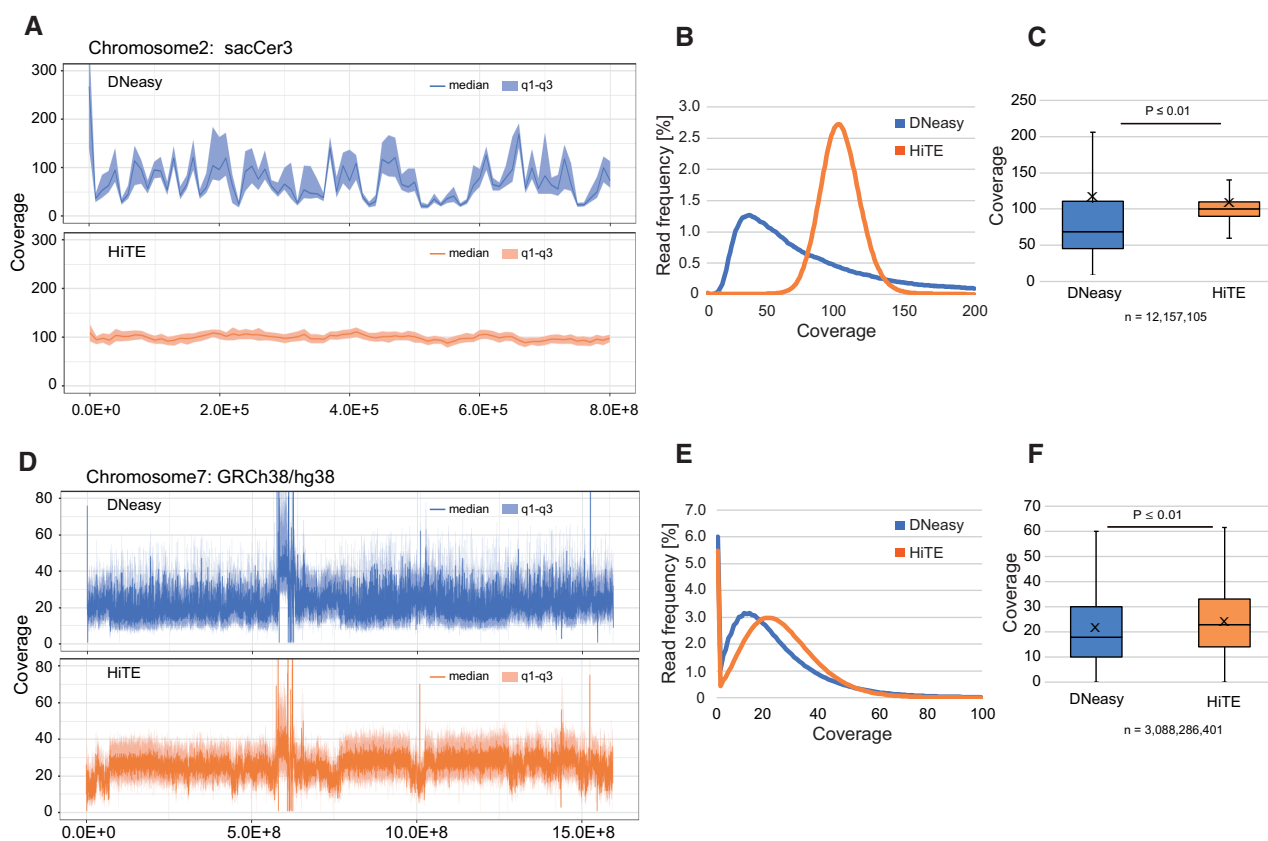 A
Chromosome2: sacCer3
Coverage
300
200
100
0
DNeasy
median
q1-q3
300
200
100
0
HiTE
median
q1-q3
0.0E+0
2.0E+5
4.0E+5
6.0E+5
8.0E+8
B
Read frequency [%]
3.0
2.5
2.0
1.5
1.0
0.5
0
DNeasy
HiTE
0
50
100
150
200
Coverage
C
Coverage
250
200
150
100
50
0
P ≤ 0.01
DNeasy
HiTE
n = 12,157,105
D
Chromosome7: GRCh38/hg38
Coverage
80
60
40
20
0
DNeasy
median
q1-q3
80
60
40
20
0
HiTE
median
q1-q3
0.0E+0
5.0E+8
10.0E+8
15.0E+8
E
Read frequency [%]
7.0
6.0
5.0
4.0
3.0
2.0
1.0
0
DNeasy
HiTE
0
20
40
60
80
100
Coverage
F
Coverage
70
60
50
40
30
20
10
0
P ≤ 0.01
DNeasy
HiTE
n = 3,088,286,401